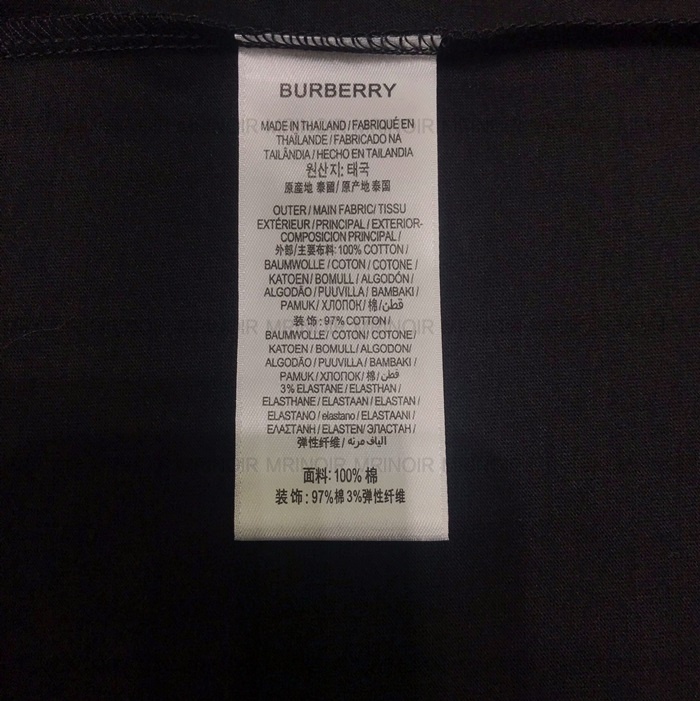 BURBERRY
MADE IN THAILAND / FABRIQUÉ EN
THAÏLANDE / FABRICADO NA
TAILÂNDIA / HECHO EN TAILANDIA
원산지: 태국
原產地 泰國 / 原产地 泰国
OUTER / MAIN FABRIC/ TISSU
EXTÉRIEUR / PRINCIPAL / EXTERIOR-
COMPOSICION PRINCIPAL /
外部/主要布料: 100% COTTON /
BAUMWOLLE / COTON / COTONE /
KATOEN / BOMULL / ALGODÓN /
ALGODÃO / PUUVILLA / BAMBAKI /
PAMUK / ХЛОПОК / 棉 / قطن
装 饰 : 97% COTTON /
BAUMWOLLE / COTON/ COTONE/
KATOEN / BOMULL / ALGODON/
ALGODÃO / PUUVILLA / BAMBAKI /
PAMUK / ХЛОПОК / 棉 / قطن
3% ELASTANE / ELASTHAN /
ELASTHANE / ELASTAAN / ELASTAN /
ELASTANO / elastano / ELASTAANI /
ΕΛΑΣΤΑΝΗ / ELASTEN/ ЭЛАСТАН /
弹性纤维 / الياف مرنه
面料: 100% 棉
装 饰 : 97%棉 3%弹性纤维
MRINOIR MRINOIR